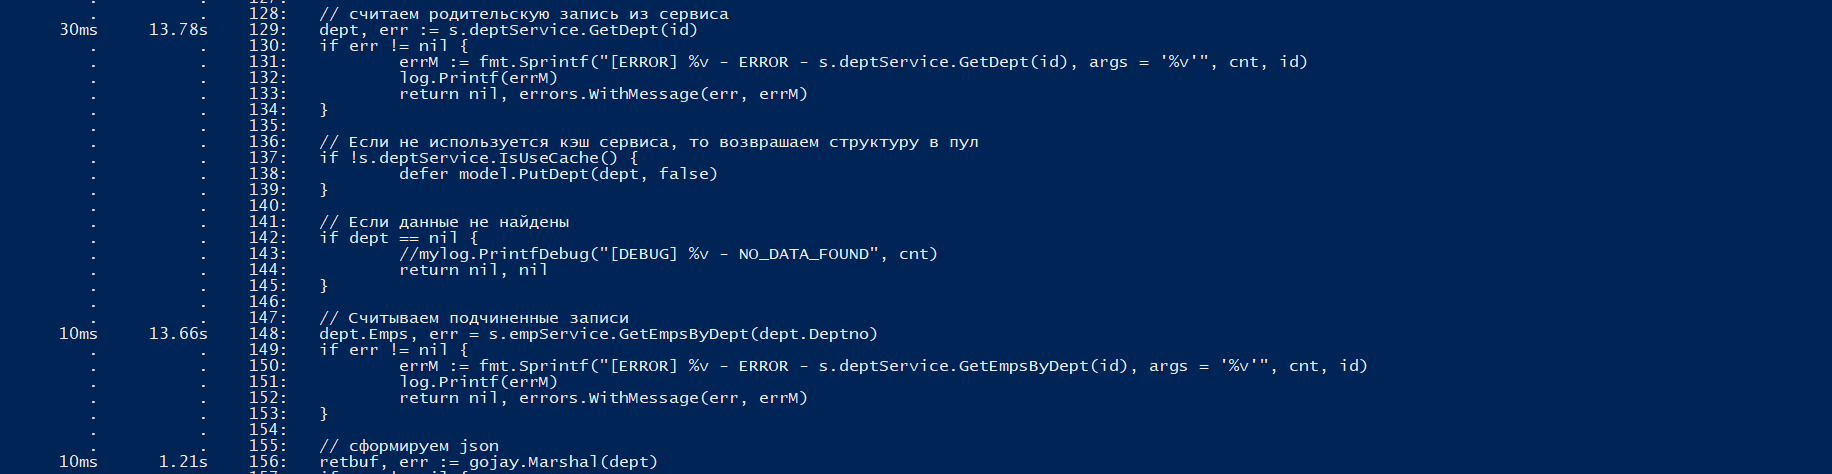 . . 128: // считаем родительскую запись из сервиса
30ms 13.78s 129: dept, err := s.deptService.GetDept(id)
. . 130: if err != nil {
. . 131: errM := fmt.Sprintf("[ERROR] %v - ERROR - s.deptService.GetDept(id), args = '%v'", cnt, id)
. . 132: log.Printf(errM)
. . 133: return nil, errors.WithMessage(err, errM)
. . 134: }
. . 135:
. . 136: // Если не используется кэш сервиса, то возврашаем структуру в пул
. . 137: if !s.deptService.IsUseCache() {
. . 138: defer model.PutDept(dept, false)
. . 139: }
. . 140:
. . 141: // Если данные не найдены
. . 142: if dept == nil {
. . 143: //mylog.PrintfDebug("[DEBUG] %v - NO_DATA_FOUND", cnt)
. . 144: return nil, nil
. . 145: }
. . 146:
. . 147: // Считываем подчиненные записи
10ms 13.66s 148: dept.Emps, err = s.empService.GetEmpsByDept(dept.Deptno)
. . 149: if err != nil {
. . 150: errM := fmt.Sprintf("[ERROR] %v - ERROR - s.deptService.GetEmpsByDept(id), args = '%v'", cnt, id)
. . 151: log.Printf(errM)
. . 152: return nil, errors.WithMessage(err, errM)
. . 153: }
. . 154:
. . 155: // сформируем json
10ms 1.21s 156: retbuf, err := gojay.Marshal(dept)